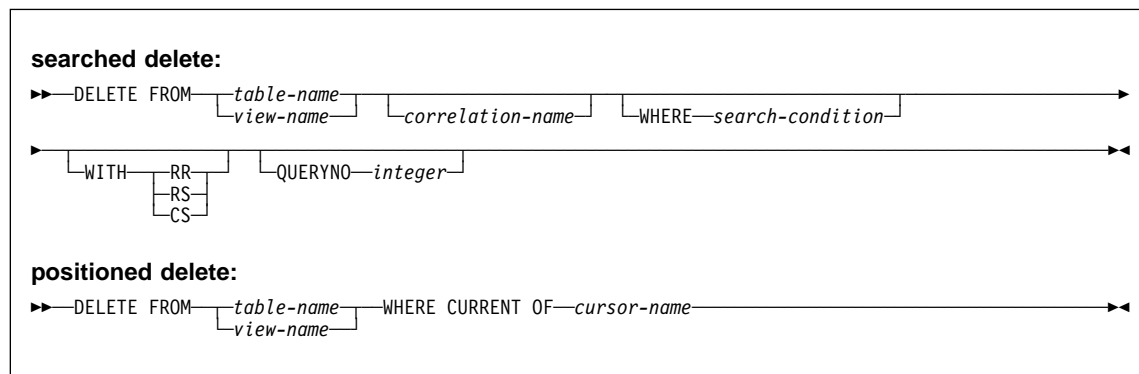 searched delete:
DELETE FROM table-name correlation-name WHERE search-condition
view-name
WITH RR QUERYNO integer
RS
CS
positioned delete:
DELETE FROM table-name WHERE CURRENT OF cursor-name
view-name